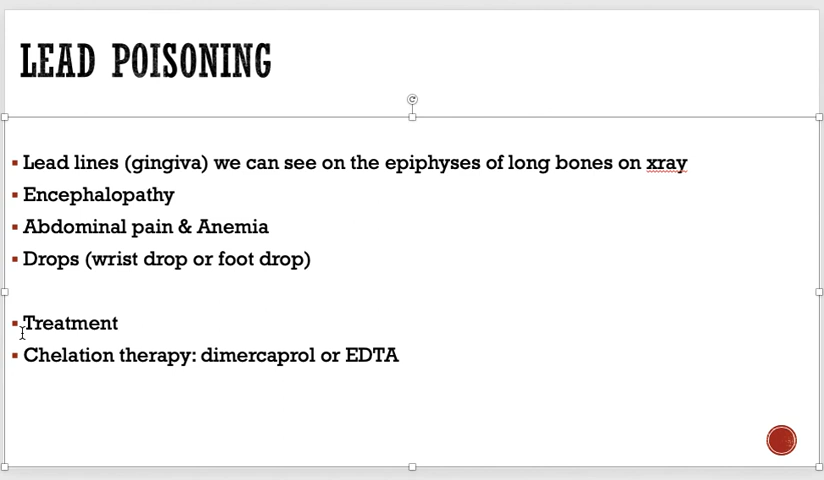 LEAD POISONING
Lead lines (gingiva) we can see on the epiphyses of long bones on xray
Encephalopathy
Abdominal pain & Anemia
Drops (wrist drop or foot drop)
Treatment
Chelation therapy: dimercaprol or EDTA